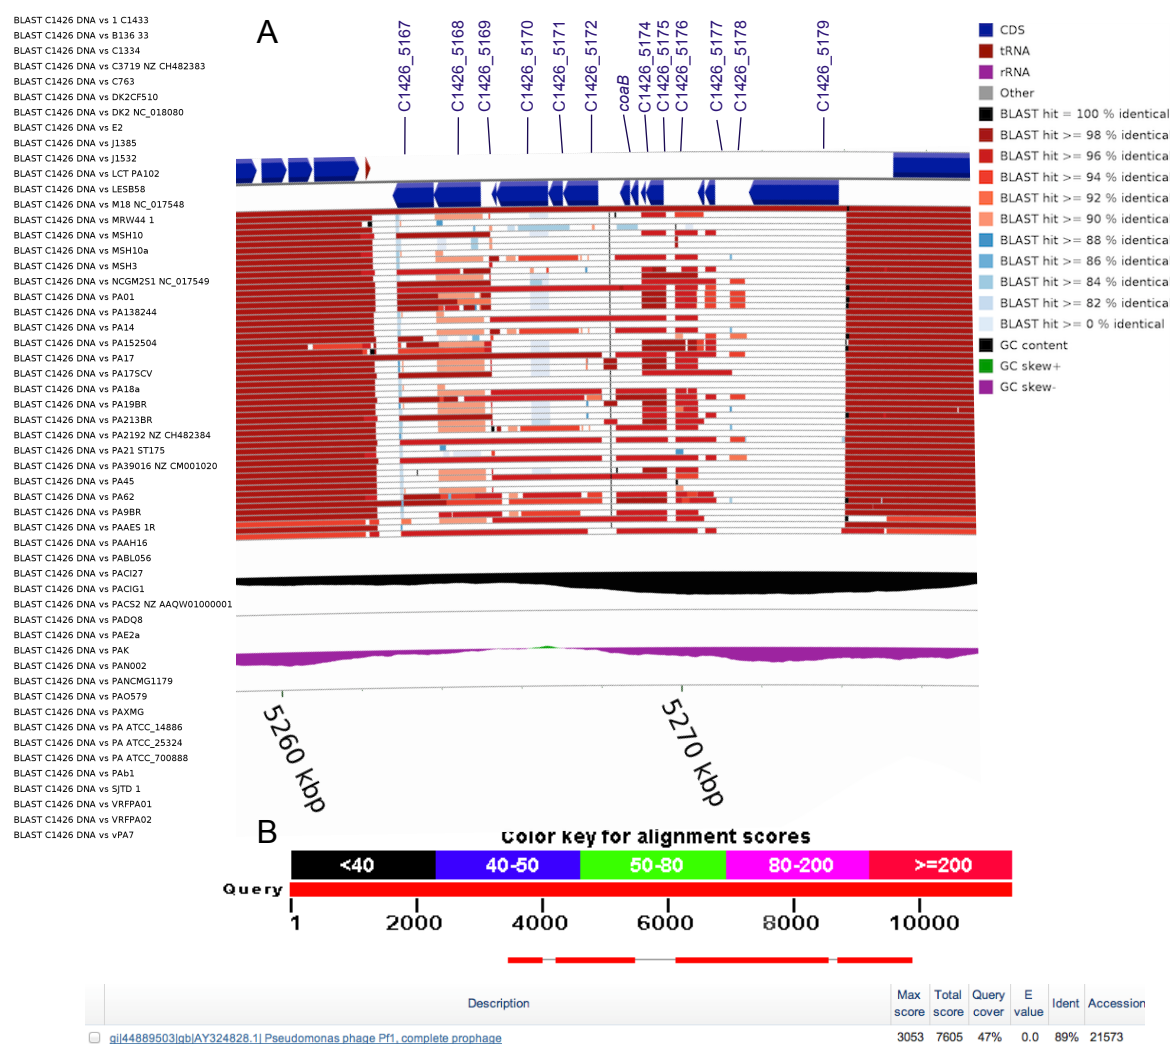 BLAST C1426 DNA vs 1 C1433
BLAST C1426 DNA vs B136 33
BLAST C1426 DNA vs C1334
BLAST C1426 DNA vs C3719 NZ CH482383
BLAST C1426 DNA vs C763
BLAST C1426 DNA vs DK2CF510
BLAST C1426 DNA vs DK2 NC_018080
BLAST C1426 DNA vs E2
BLAST C1426 DNA vs J1385
BLAST C1426 DNA vs J1532
BLAST C1426 DNA vs LCT PA102
BLAST C1426 DNA vs LESB58
BLAST C1426 DNA vs M18 NC_017548
BLAST C1426 DNA vs MRW44 1
BLAST C1426 DNA vs MSH10
BLAST C1426 DNA vs MSH10a
BLAST C1426 DNA vs MSH3
BLAST C1426 DNA vs NCGM2S1 NC_017549
BLAST C1426 DNA vs PA01
BLAST C1426 DNA vs PA138244
BLAST C1426 DNA vs PA14
BLAST C1426 DNA vs PA152504
BLAST C1426 DNA vs PA17
BLAST C1426 DNA vs PA17SCV
BLAST C1426 DNA vs PA18a
BLAST C1426 DNA vs PA19BR
BLAST C1426 DNA vs PA213BR
BLAST C1426 DNA vs PA2192 NZ CH482384
BLAST C1426 DNA vs PA21 ST175
BLAST C1426 DNA vs PA39016 NZ CM001020
BLAST C1426 DNA vs PA45
BLAST C1426 DNA vs PA62
BLAST C1426 DNA vs PA9BR
BLAST C1426 DNA vs PAAES 1R
BLAST C1426 DNA vs PAAH16
BLAST C1426 DNA vs PABL056
BLAST C1426 DNA vs PACI27
BLAST C1426 DNA vs PACIG1
BLAST C1426 DNA vs PACS2 NZ AAQW01000001
BLAST C1426 DNA vs PADQ8
BLAST C1426 DNA vs PAE2a
BLAST C1426 DNA vs PAK
BLAST C1426 DNA vs PAN002
BLAST C1426 DNA vs PANCMG1179
BLAST C1426 DNA vs PAO579
BLAST C1426 DNA vs PAXMG
BLAST C1426 DNA vs PA ATCC_14886
BLAST C1426 DNA vs PA ATCC_25324
BLAST C1426 DNA vs PA ATCC_700888
BLAST C1426 DNA vs PAb1
BLAST C1426 DNA vs SJTD 1
BLAST C1426 DNA vs VRFPA01
BLAST C1426 DNA vs VRFPA02
BLAST C1426 DNA vs vPA7
A
C1426_5167
C1426_5168
C1426_5169
C1426_5170
C1426_5171
C1426_5172
coaB
C1426_5174
C1426_5175
C1426_5176
C1426_5177
C1426_5178
C1426_5179
CDS
tRNA
rRNA
Other
BLAST hit = 100 % identical
BLAST hit >= 98 % identical
BLAST hit >= 96 % identical
BLAST hit >= 94 % identical
BLAST hit >= 92 % identical
BLAST hit >= 90 % identical
BLAST hit >= 88 % identical
BLAST hit >= 86 % identical
BLAST hit >= 84 % identical
BLAST hit >= 82 % identical
BLAST hit >= 0 % identical
GC content
GC skew+
GC skew-
5260 kbp
5270 kbp
B
Color key for alignment scores
<40 40-50 50-80 80-200 >=200
Query
1 2000 4000 6000 8000 10000
Description Max score Total score Query cover E value Ident Accession
gi|44889503|gb|AY324828.1| Pseudomonas phage Pf1, complete prophage 3053 7605 47% 0.0 89% 21573